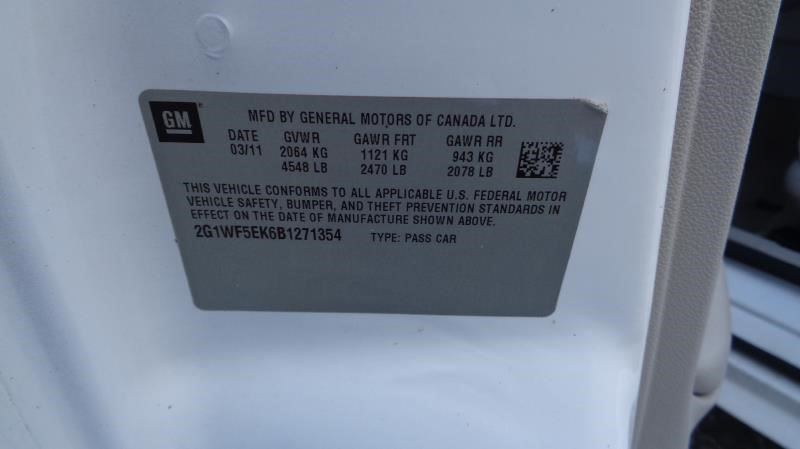 GM
MFD BY GENERAL MOTORS OF CANADA LTD.
DATE GVWR GAWR FRT GAWR RR
03/11 2064 KG 1121 KG 943 KG
4548 LB 2470 LB 2078 LB
THIS VEHICLE CONFORMS TO ALL APPLICABLE U.S. FEDERAL MOTOR
VEHICLE SAFETY, BUMPER, AND THEFT PREVENTION STANDARDS IN
EFFECT ON THE DATE OF MANUFACTURE SHOWN ABOVE.
2G1WF5EK6B1271354 TYPE: PASS CAR